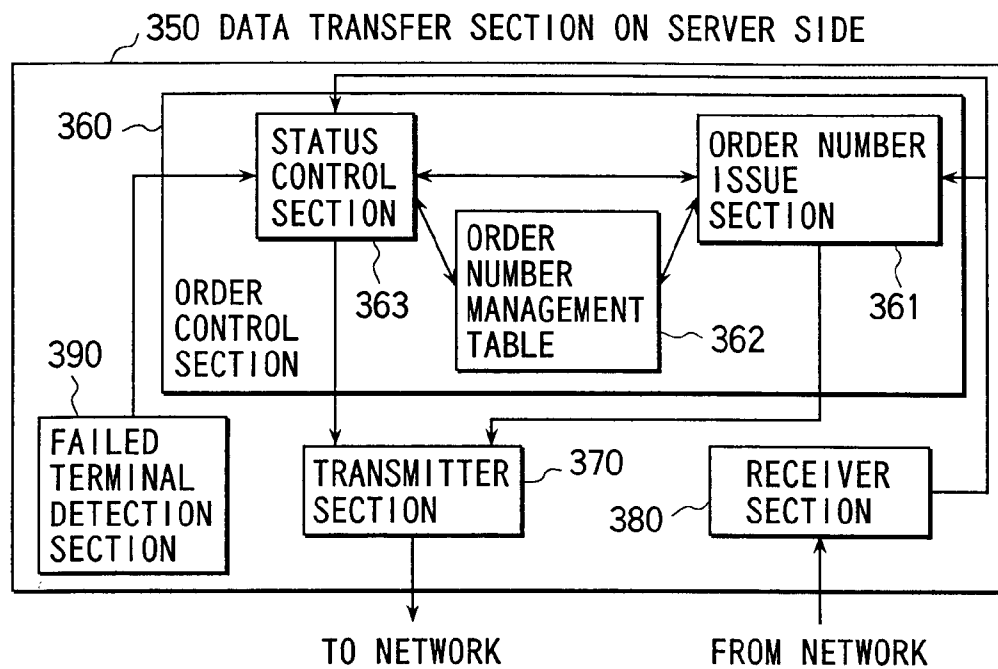 350 DATA TRANSFER SECTION ON SERVER SIDE
360
STATUS
CONTROL
SECTION
363
ORDER NUMBER
ISSUE
SECTION
361
ORDER
NUMBER
MANAGEMENT
TABLE
362
ORDER
CONTROL
SECTION
390
FAILED
TERMINAL
DETECTION
SECTION
TRANSMITTER
SECTION
370
RECEIVER
SECTION
380
TO NETWORK
FROM NETWORK